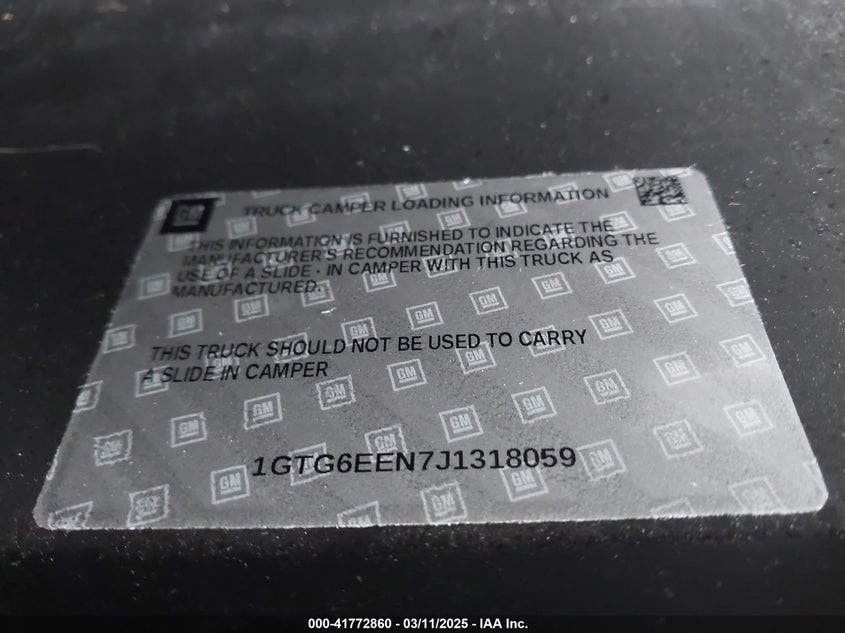 GM
TRUCK CAMPER LOADING INFORMATION
THIS INFORMATION IS FURNISHED TO INDICATE THE
MANUFACTURER'S RECOMMENDATION REGARDING THE
USE OF A SLIDE - IN CAMPER WITH THIS TRUCK AS
MANUFACTURED.
THIS TRUCK SHOULD NOT BE USED TO CARRY
A SLIDE IN CAMPER
1GTG6EEN7J1318059
000-41772860 - 03/11/2025 - IAA Inc.